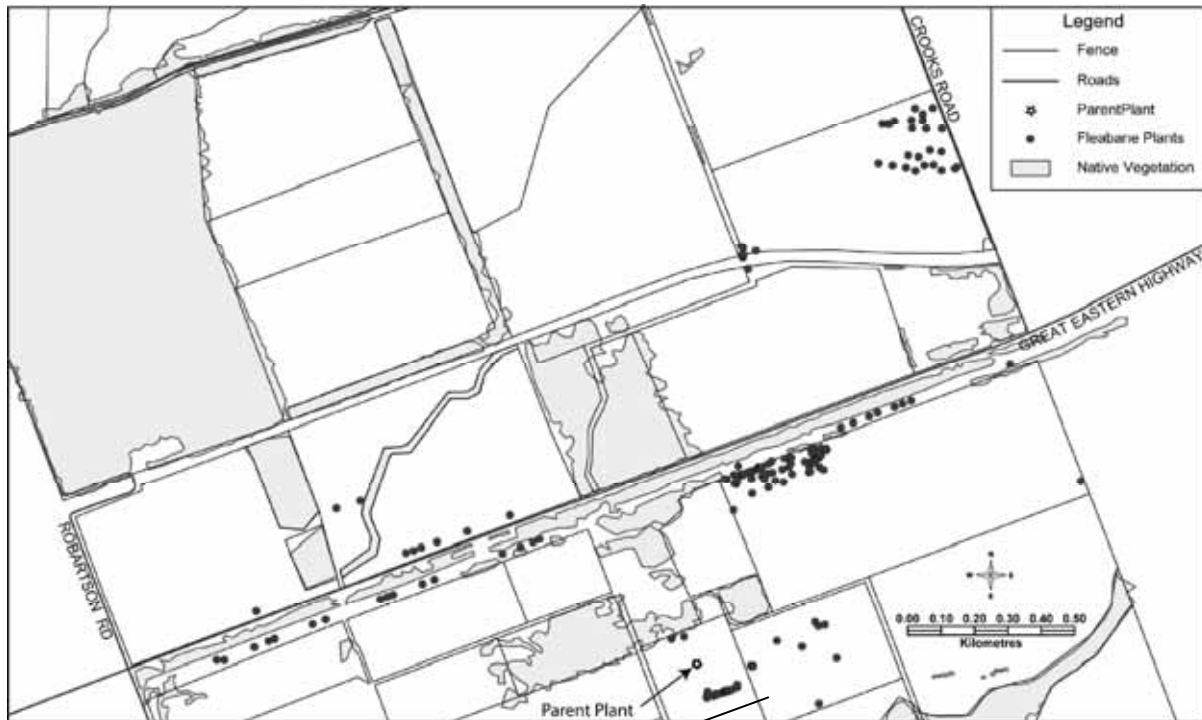 Legend
Fence
Roads
ParentPlant
Fleabane Plants
Native Vegetation
CROOKS ROAD
GREAT EASTERN HIGHWAY
ROBARTSON RD
N
W E
S
0.00 0.10 0.20 0.30 0.40 0.50
Kilometres
Parent Plant